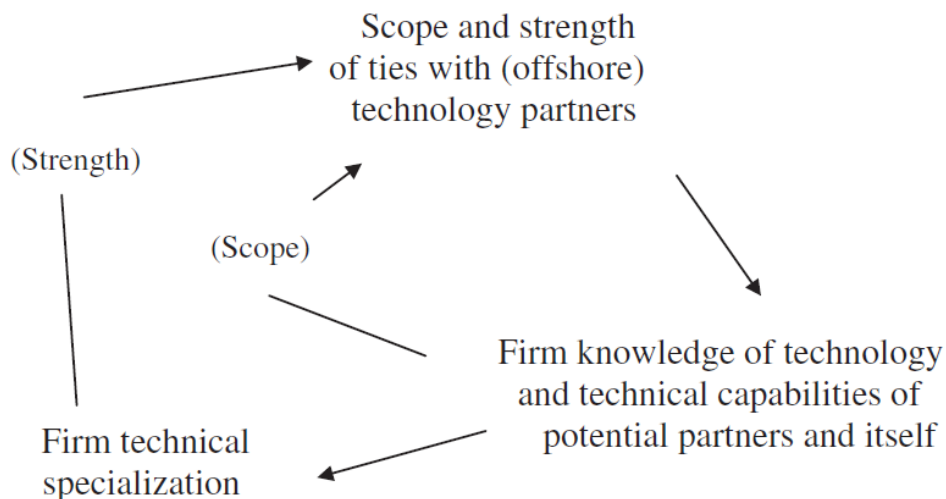 Scope and strength
of ties with (offshore)
technology partners
(Strength)
(Scope)
Firm knowledge of technology
and technical capabilities of
potential partners and itself
Firm technical
specialization